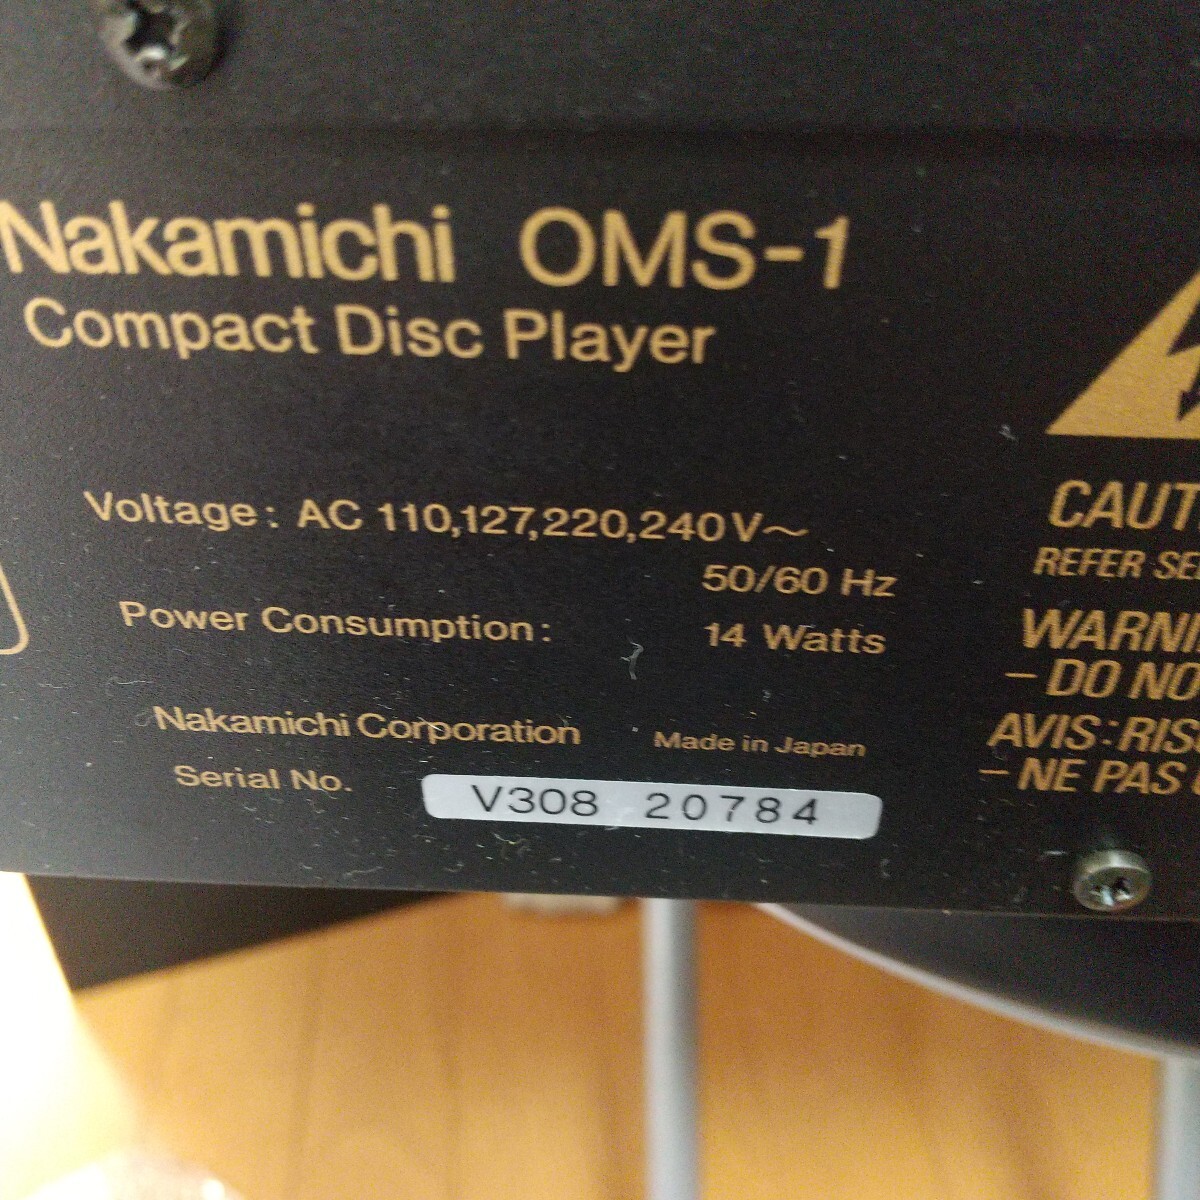 Nakamichi OMS-1
Compact Disc Player
Voltage: AC 110,127,220,240V~
50/60 Hz
Power Consumption: 14 Watts
Nakamichi Corporation Made in Japan
Serial No. V308 20784
CAUT
REFER SE
WARNI
- DO NO
AVIS: RIS
- NE PAS